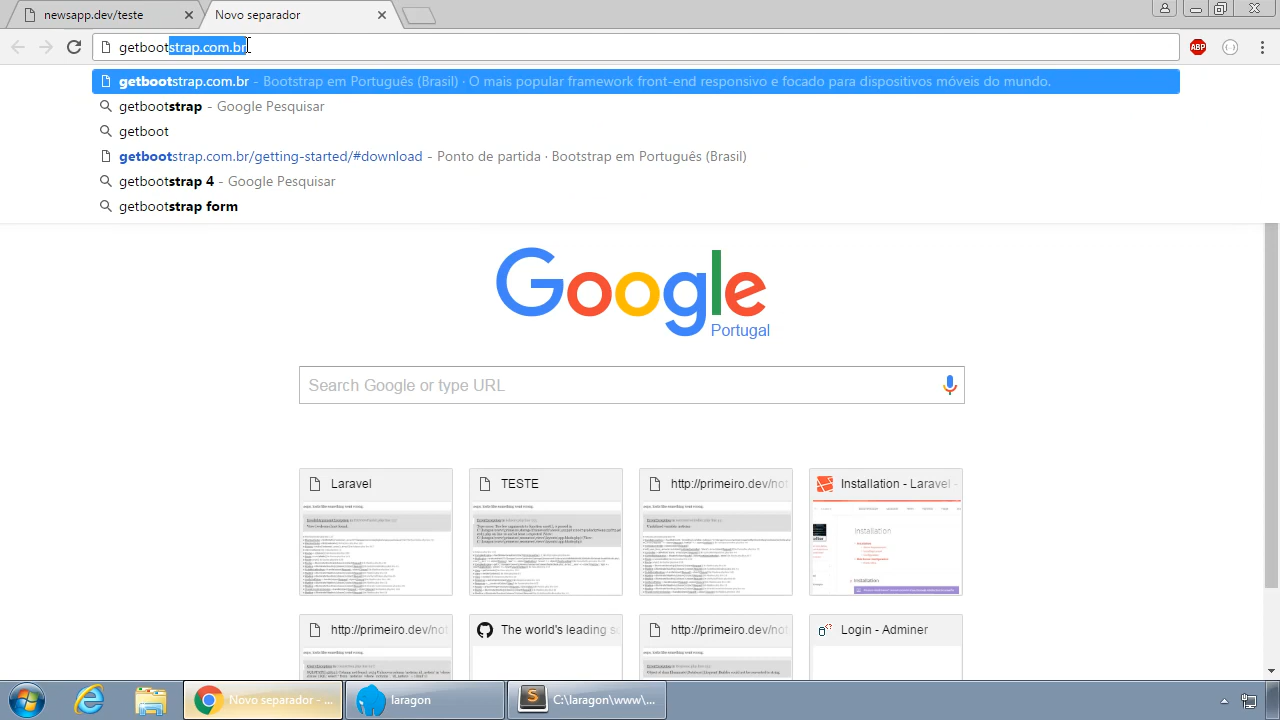 newsapp.dev/teste
Novo separador
getbootstrap.com.br
ABP
getbootstrap.com.br - Bootstrap em Português (Brasil) · O mais popular framework front-end responsivo e focado para dispositivos móveis do mundo.
getbootstrap - Google Pesquisar
getboot
getbootstrap.com.br/getting-started/#download - Ponto de partida · Bootstrap em Português (Brasil)
getbootstrap 4 - Google Pesquisar
getbootstrap form
Google
Portugal
Search Google or type URL
Laravel
TESTE
http://primeiro.dev/not
Installation - Laravel -
Installation
Installation
http://primeiro.dev/not
The world's leading s
http://primeiro.dev/not
Login - Adminer
Novo separador - ...
laragon
C:\laragon\www\...